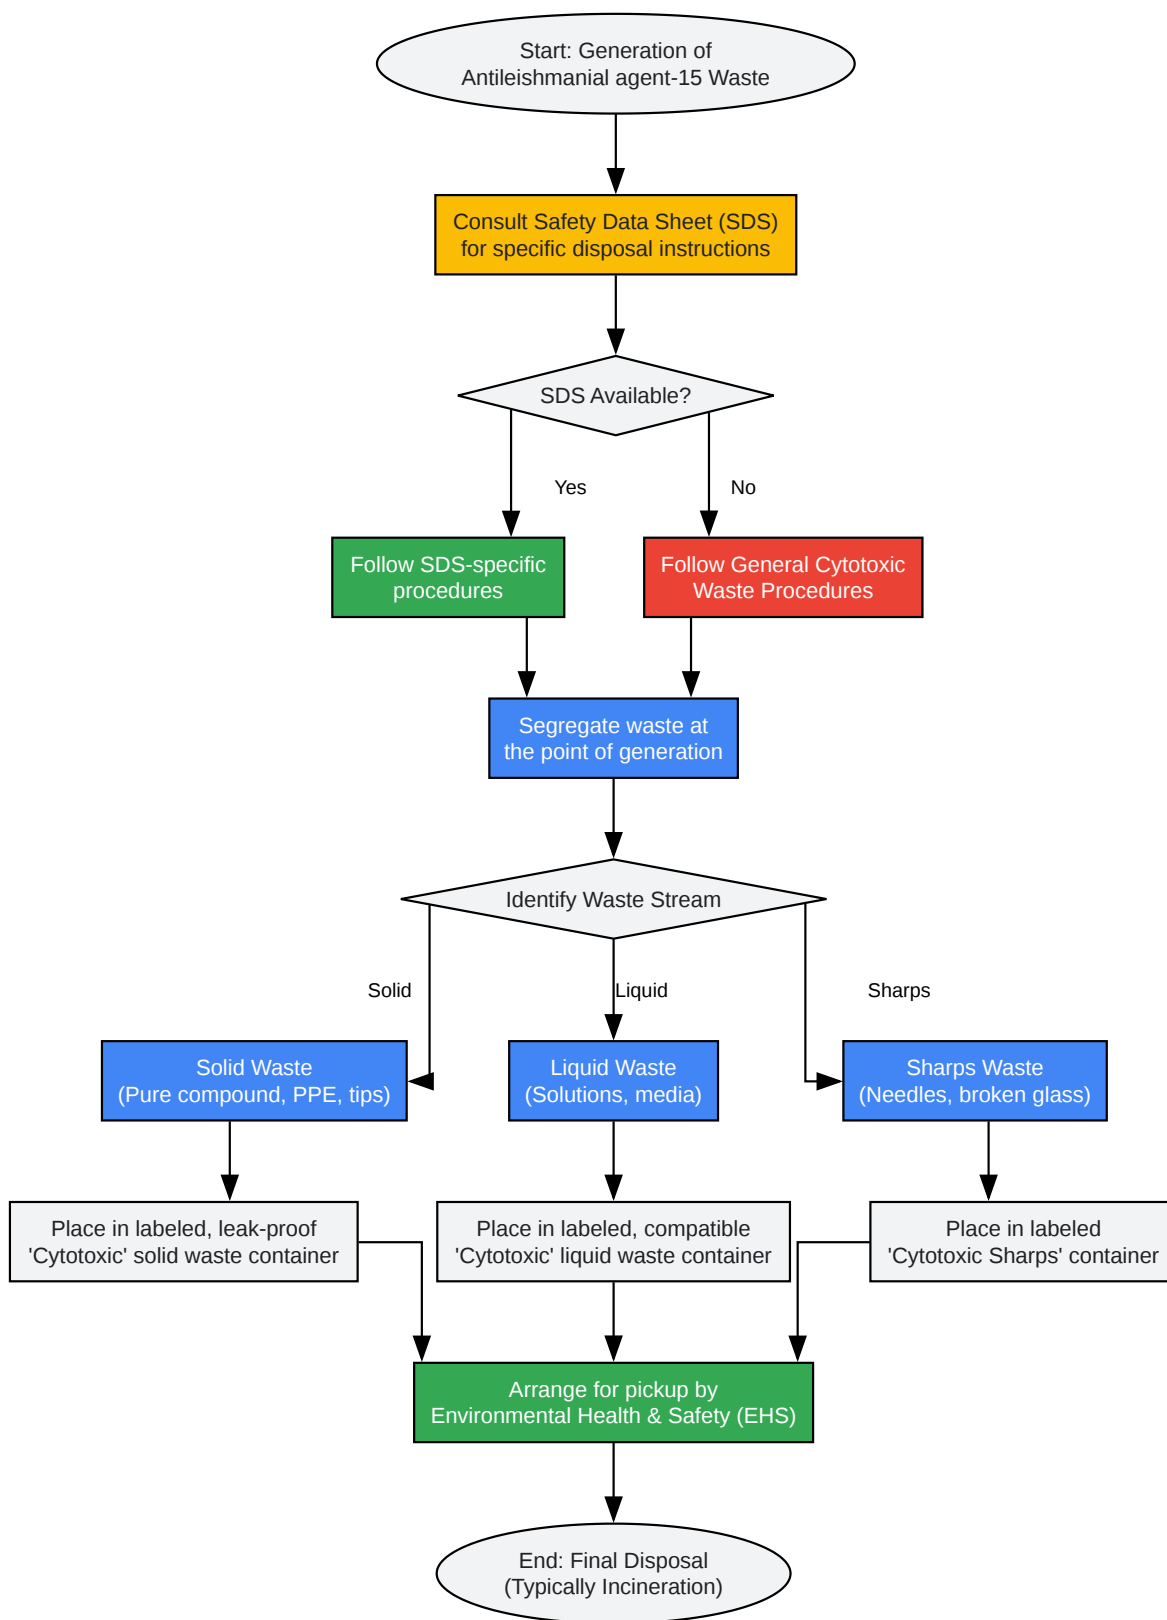 Start: Generation of
Antileishmanial agent-15 Waste
Consult Safety Data Sheet (SDS)
for specific disposal instructions
SDS Available?
Yes
No
Follow SDS-specific
procedures
Follow General Cytotoxic
Waste Procedures
Segregate waste at
the point of generation
Identify Waste Stream
Solid
Liquid
Sharps
Solid Waste
(Pure compound, PPE, tips)
Liquid Waste
(Solutions, media)
Sharps Waste
(Needles, broken glass)
Place in labeled, leak-proof
'Cytotoxic' solid waste container
Place in labeled, compatible
'Cytotoxic' liquid waste container
Place in labeled
'Cytotoxic Sharps' container
Arrange for pickup by
Environmental Health & Safety (EHS)
End: Final Disposal
(Typically Incineration)